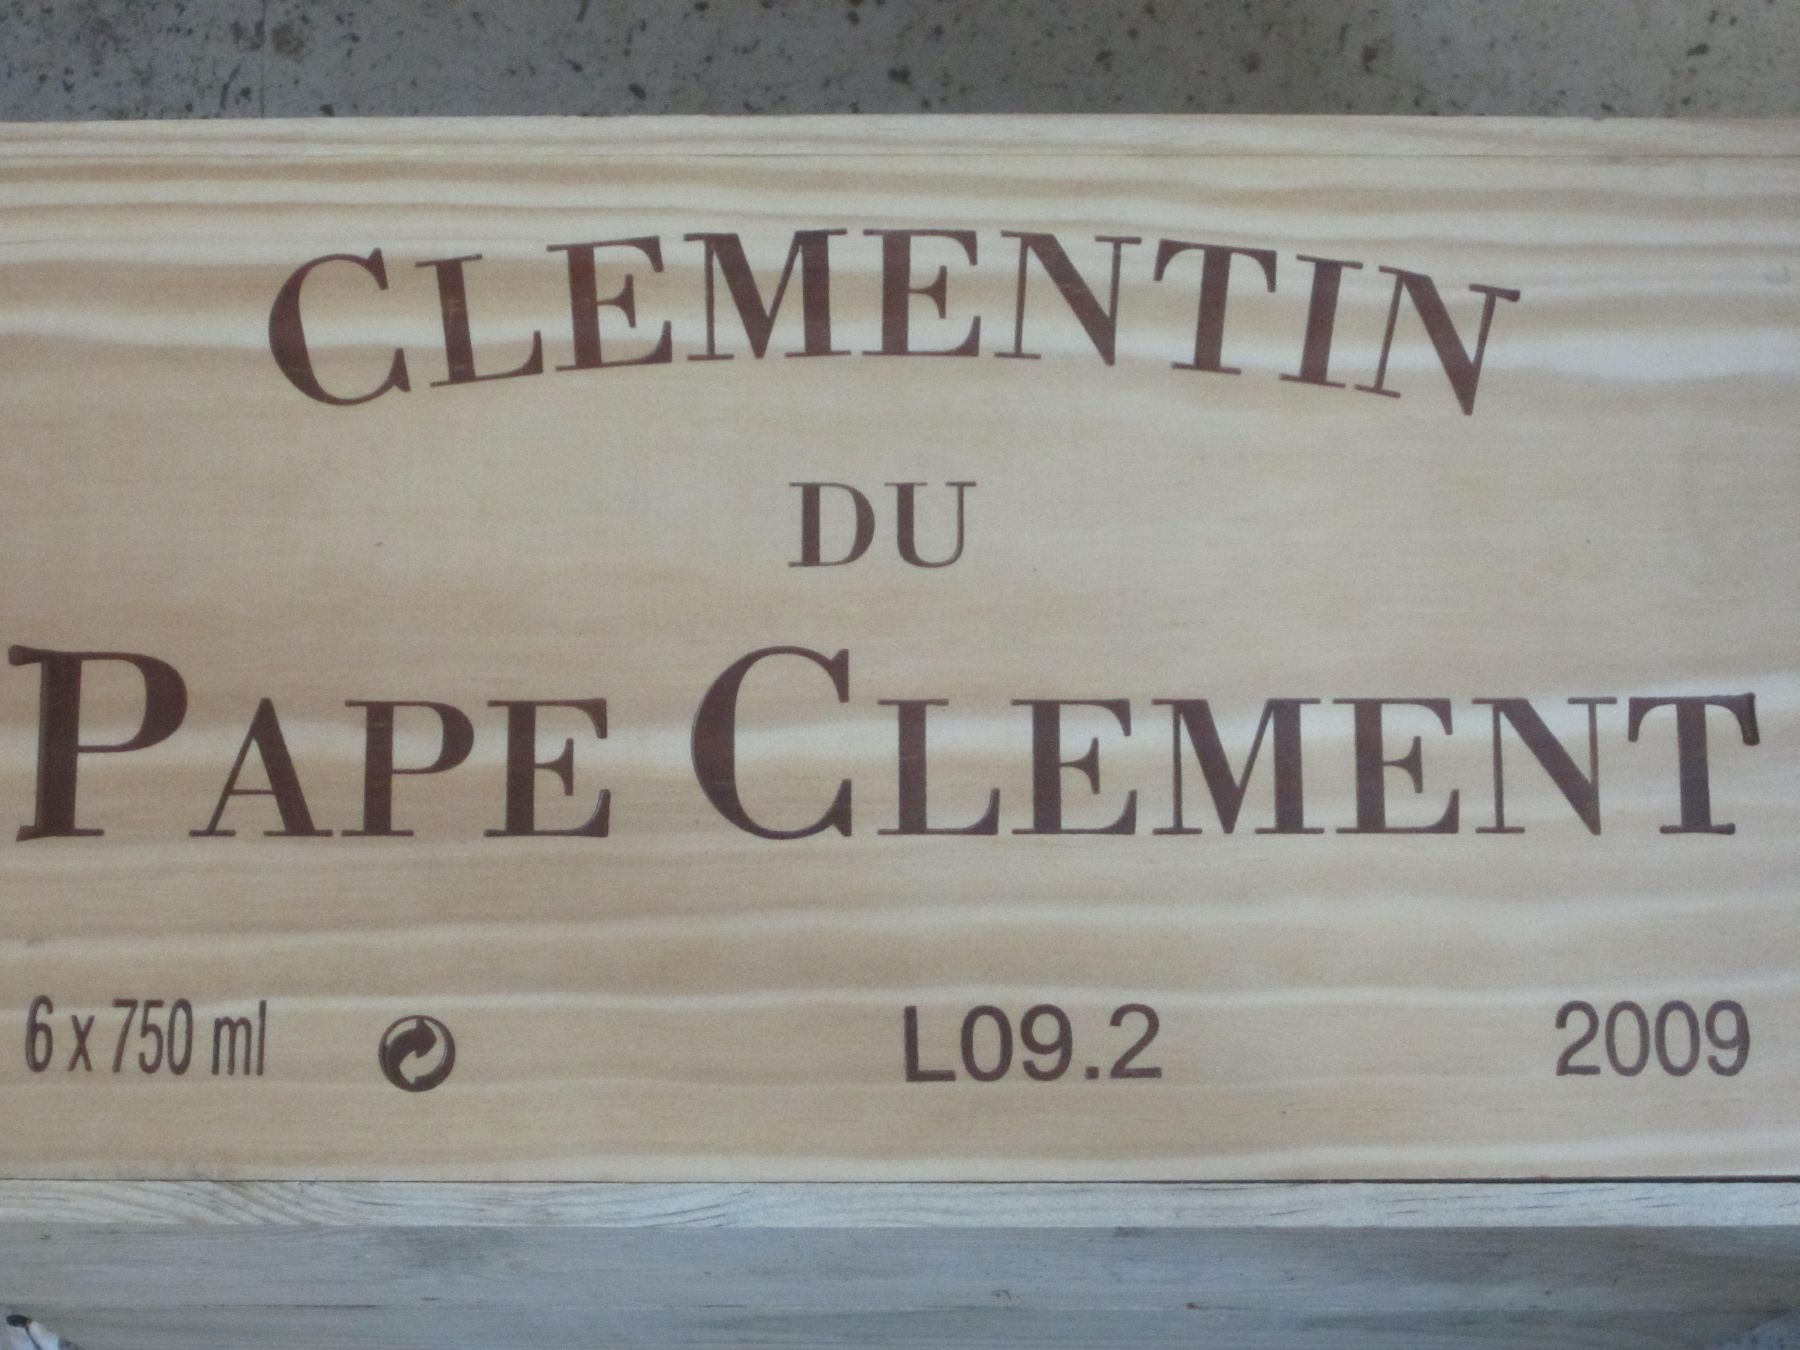 CLEMENTIN
DU
PAPE CLEMENT
6 x 750 ml L09.2 2009